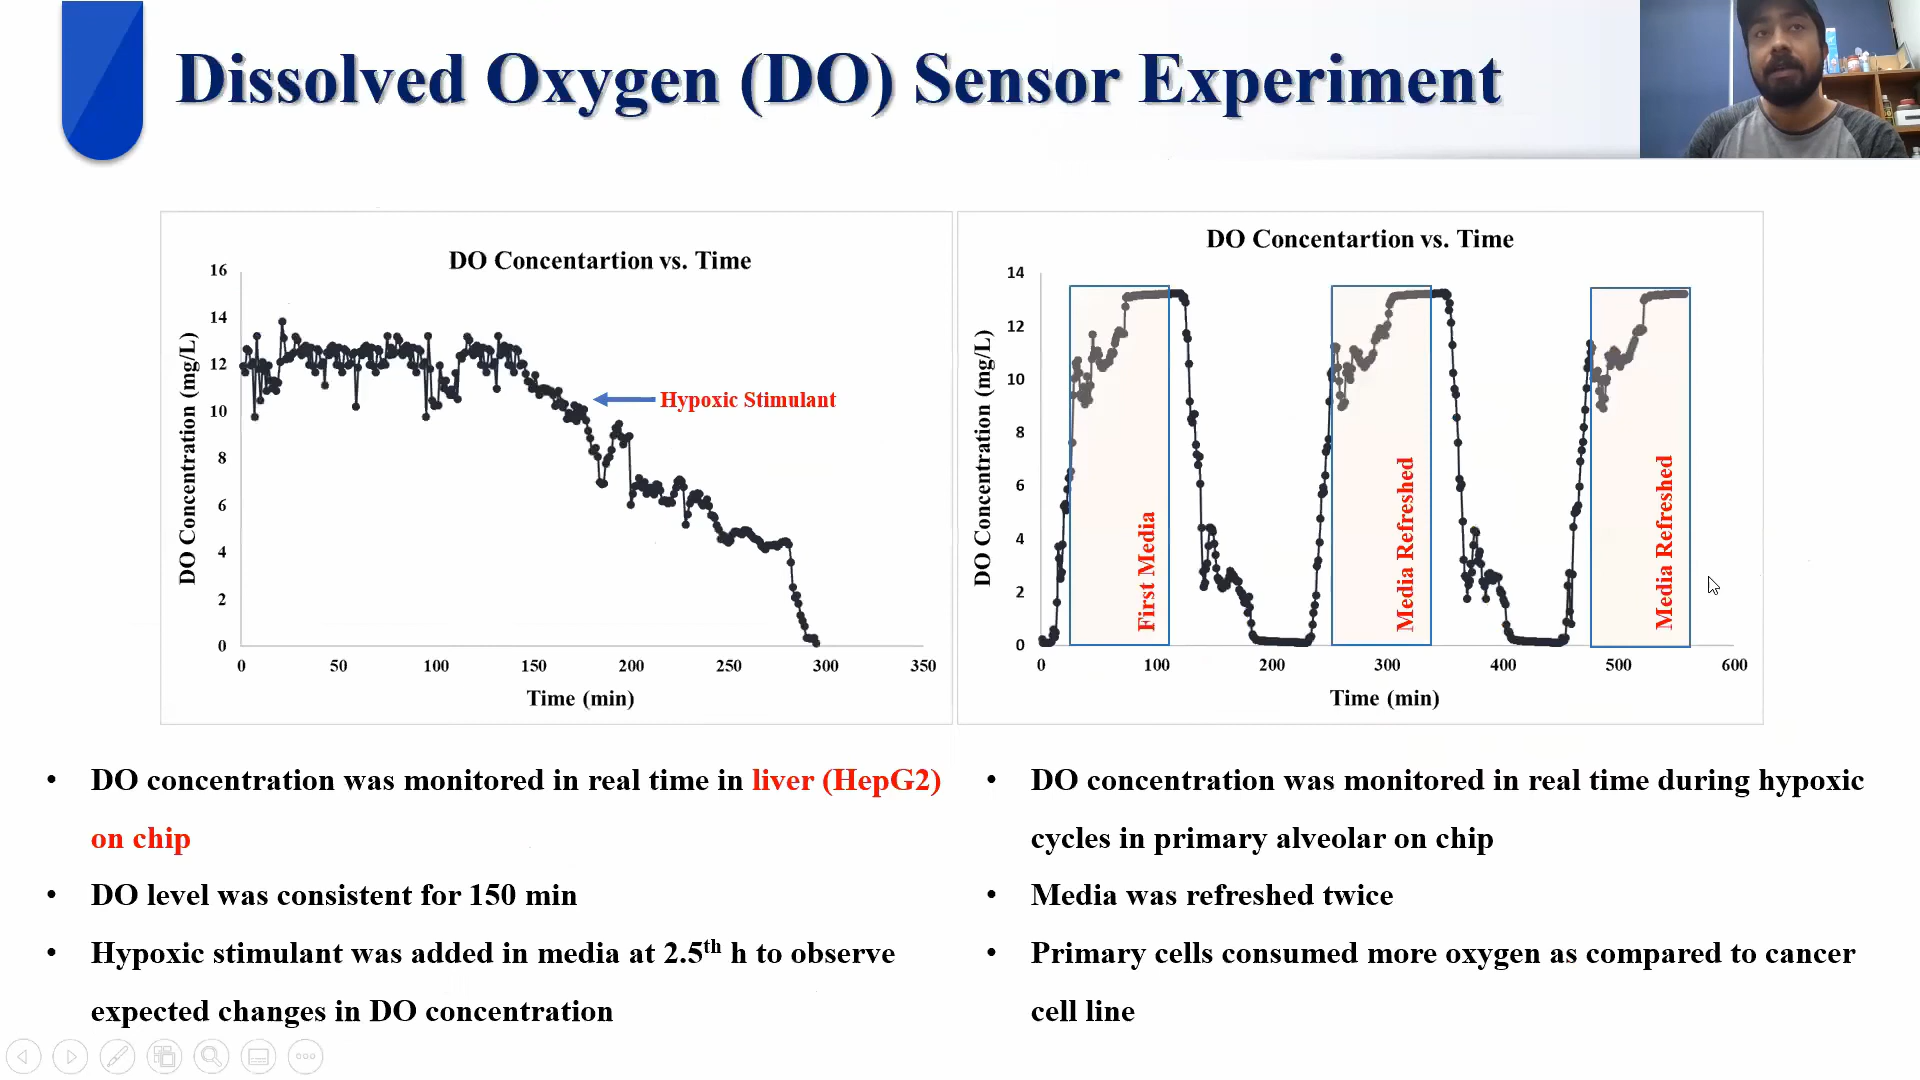 Dissolved Oxygen (DO) Sensor Experiment
DO Concentartion vs. Time
16
14
12
10
8
6
4
2
0
DO Concentration (mg/L)
Hypoxic Stimulant
0 50 100 150 200 250 300 350
Time (min)
DO Concentartion vs. Time
14
12
10
8
6
4
2
0
DO Concentration (mg/L)
First Media
Media Refreshed
Media Refreshed
0 100 200 300 400 500 600
Time (min)
• DO concentration was monitored in real time in liver (HepG2)
on chip
• DO level was consistent for 150 min
• Hypoxic stimulant was added in media at 2.5th h to observe
expected changes in DO concentration
• DO concentration was monitored in real time during hypoxic
cycles in primary alveolar on chip
• Media was refreshed twice
• Primary cells consumed more oxygen as compared to cancer
cell line